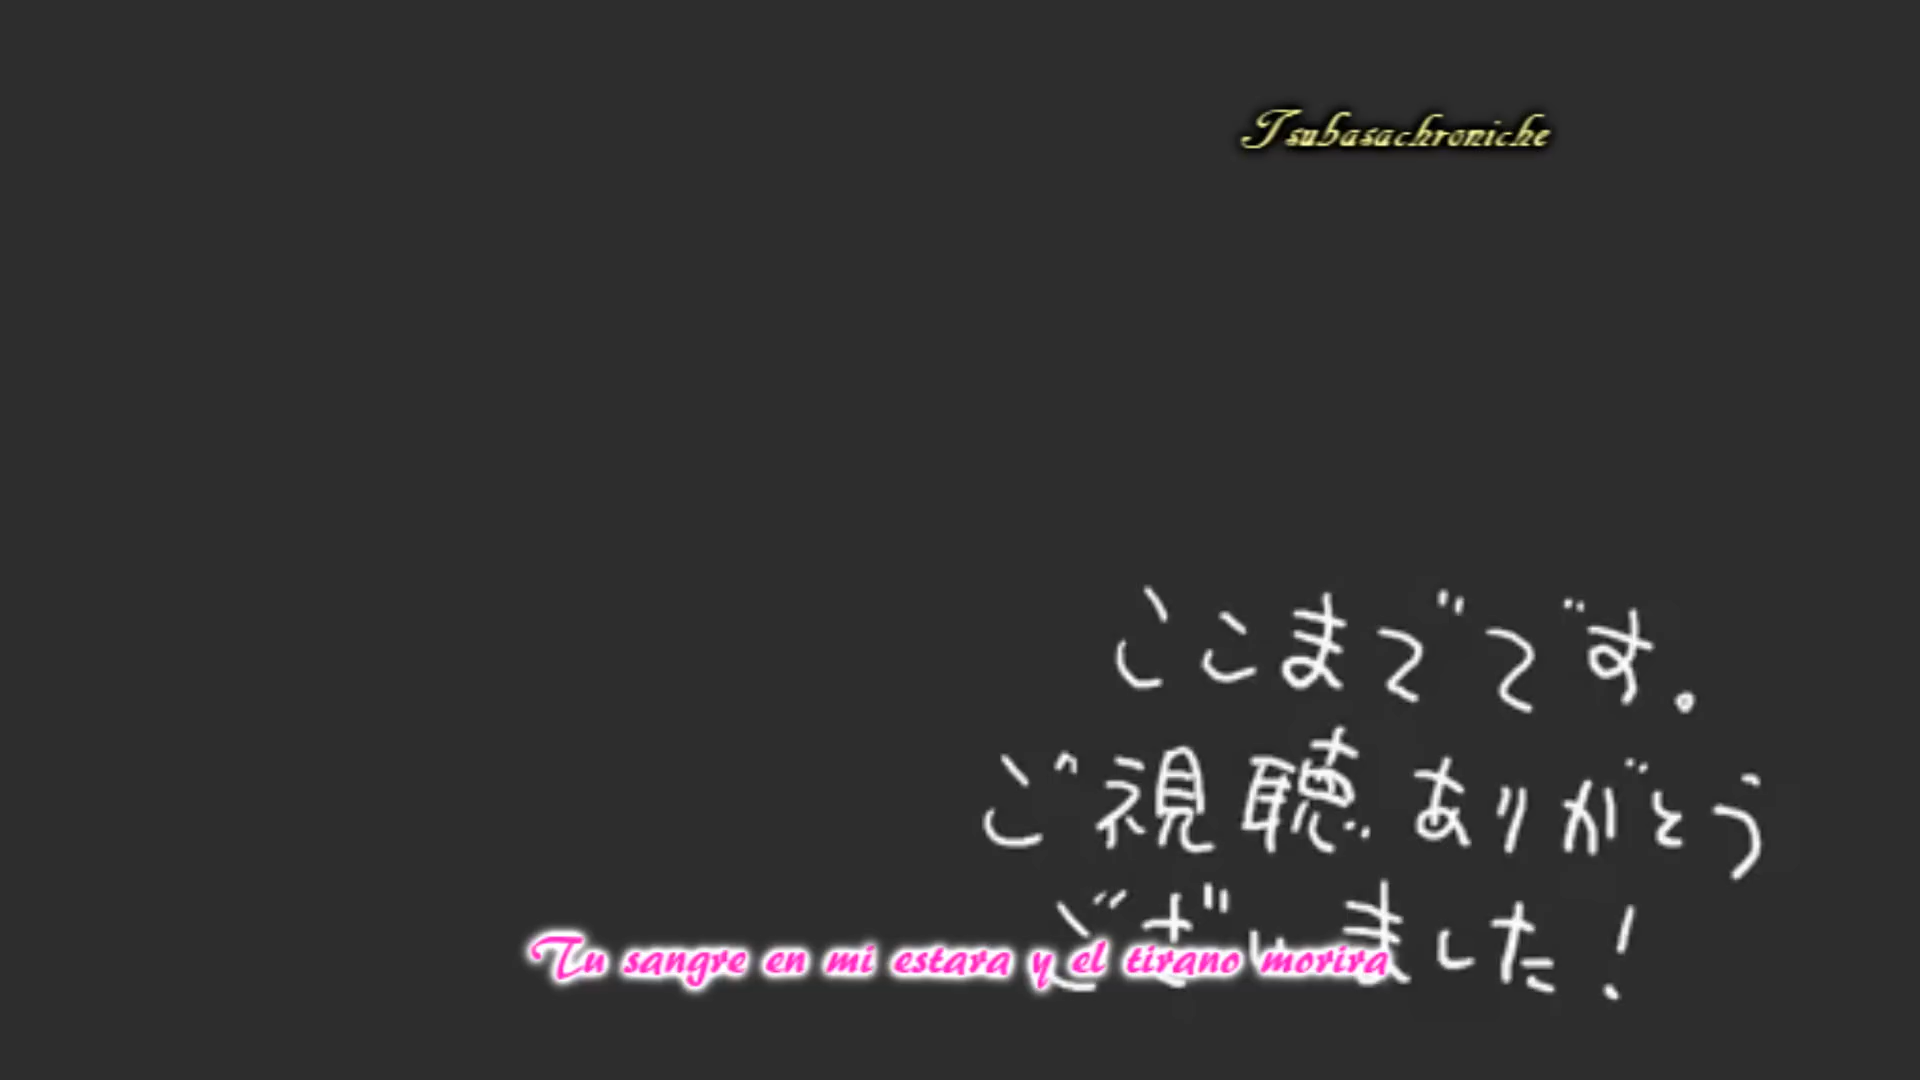 Tsubasachroniche
ここまでです。
ご視聴ありがとう
ございました！
Tu sangre en mi estara y el tirano morira